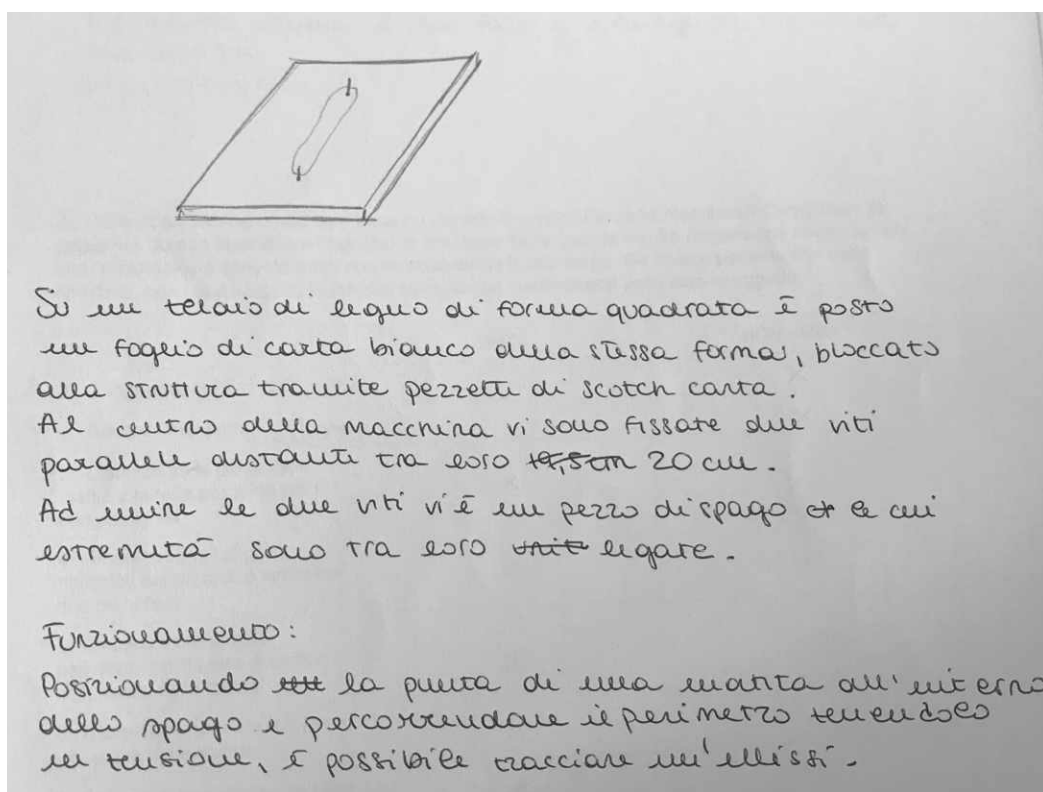 Su un telaio di legno di forma quadrata è posto
un foglio di carta bianco della stessa forma, bloccato
alla struttura tramite pezzetti di scotch carta.
Al centro della macchina vi sono fissate due viti
parallele distanti tra loro 19,5 cm 20 cm.
Ad unire le due viti vi è un pezzo di spago le cui
estremità sono tra loro unite legate.
Funzionamento:
Posizionando la punta di una matita all'interno
dello spago e percorrendone il perimetro tenendolo
in tensione, è possibile tracciare un'ellissi.